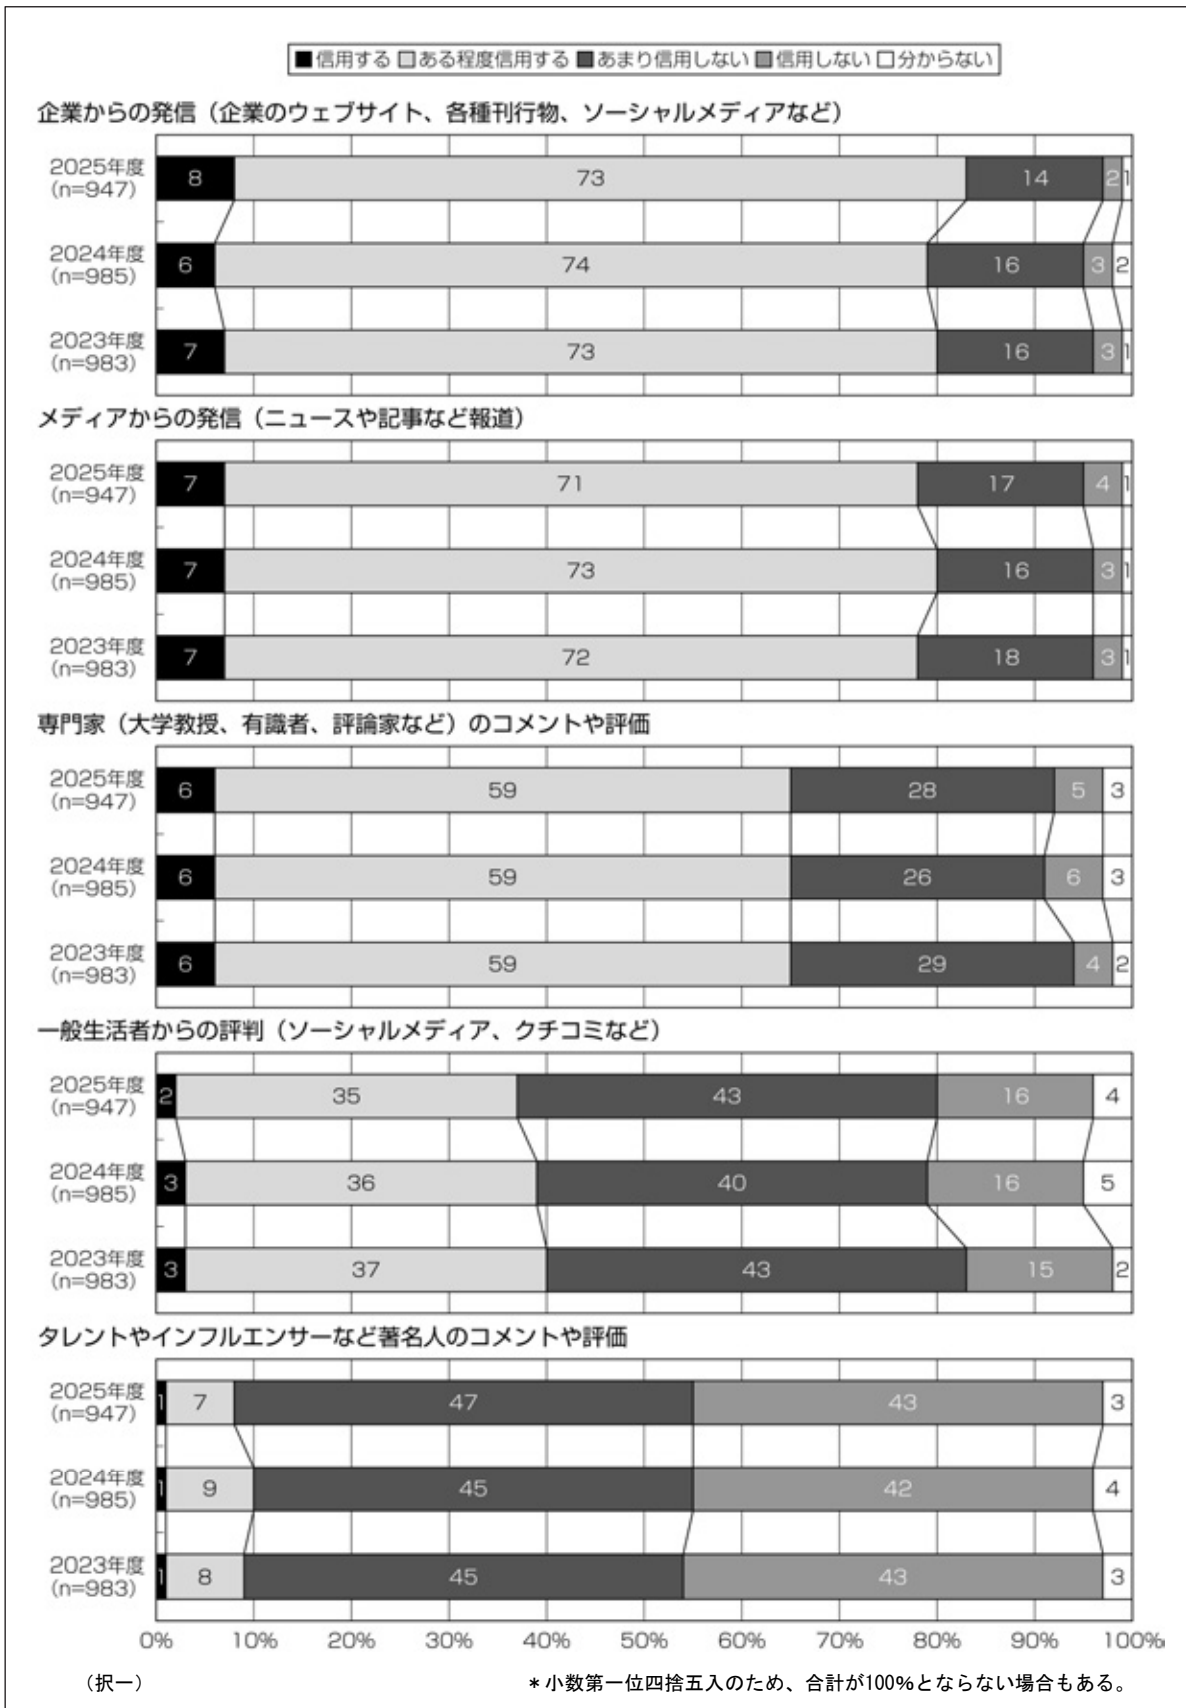 ■信用する □ある程度信用する ■あまり信用しない ■信用しない □分からない
企業からの発信（企業のウェブサイト、各種刊行物、ソーシャルメディアなど）
2025年度
(n=947)
8 73 14 2 1
2024年度
(n=985)
6 74 16 3 2
2023年度
(n=983)
7 73 16 3 1
メディアからの発信（ニュースや記事など報道）
2025年度
(n=947)
7 71 17 4 1
2024年度
(n=985)
7 73 16 3 1
2023年度
(n=983)
7 72 18 3 1
専門家（大学教授、有識者、評論家など）のコメントや評価
2025年度
(n=947)
6 59 28 5 3
2024年度
(n=985)
6 59 26 6 3
2023年度
(n=983)
6 59 29 4 2
一般生活者からの評判（ソーシャルメディア、クチコミなど）
2025年度
(n=947)
2 35 43 16 4
2024年度
(n=985)
3 36 40 16 5
2023年度
(n=983)
3 37 43 15 2
タレントやインフルエンサーなど著名人のコメントや評価
2025年度
(n=947)
1 7 47 43 3
2024年度
(n=985)
1 9 45 42 4
2023年度
(n=983)
1 8 45 43 3
0% 10% 20% 30% 40% 50% 60% 70% 80% 90% 100%
（択一）
＊小数第一位四捨五入のため、合計が100%とならない場合もある。